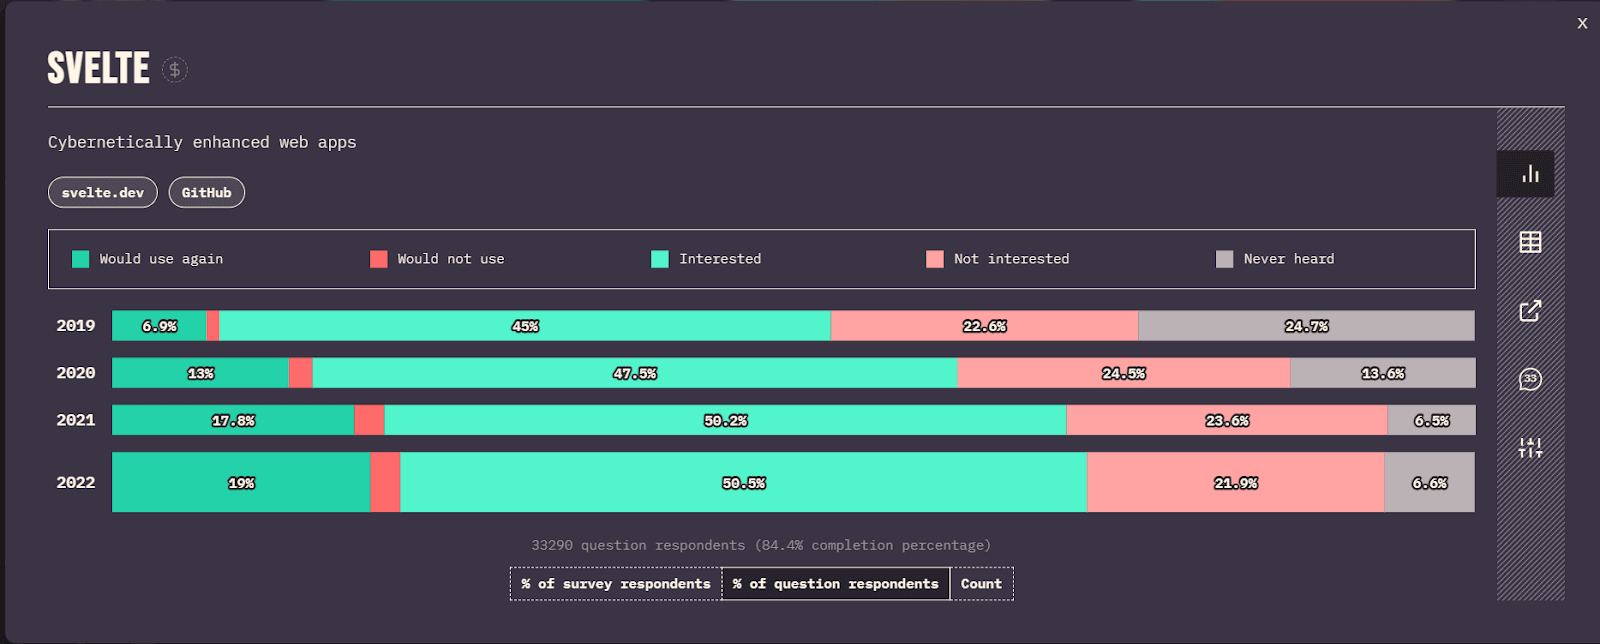 X
SVELTE $
Cybernetically enhanced web apps
svelte.dev GitHub
Would use again Would not use Interested Not interested Never heard
2019 6.9% 45% 22.6% 24.7%
2020 13% 47.5% 24.5% 13.6%
2021 17.8% 50.2% 23.6% 6.5%
2022 19% 50.5% 21.9% 6.6%
33
33290 question respondents (84.4% completion percentage)
% of survey respondents % of question respondents Count